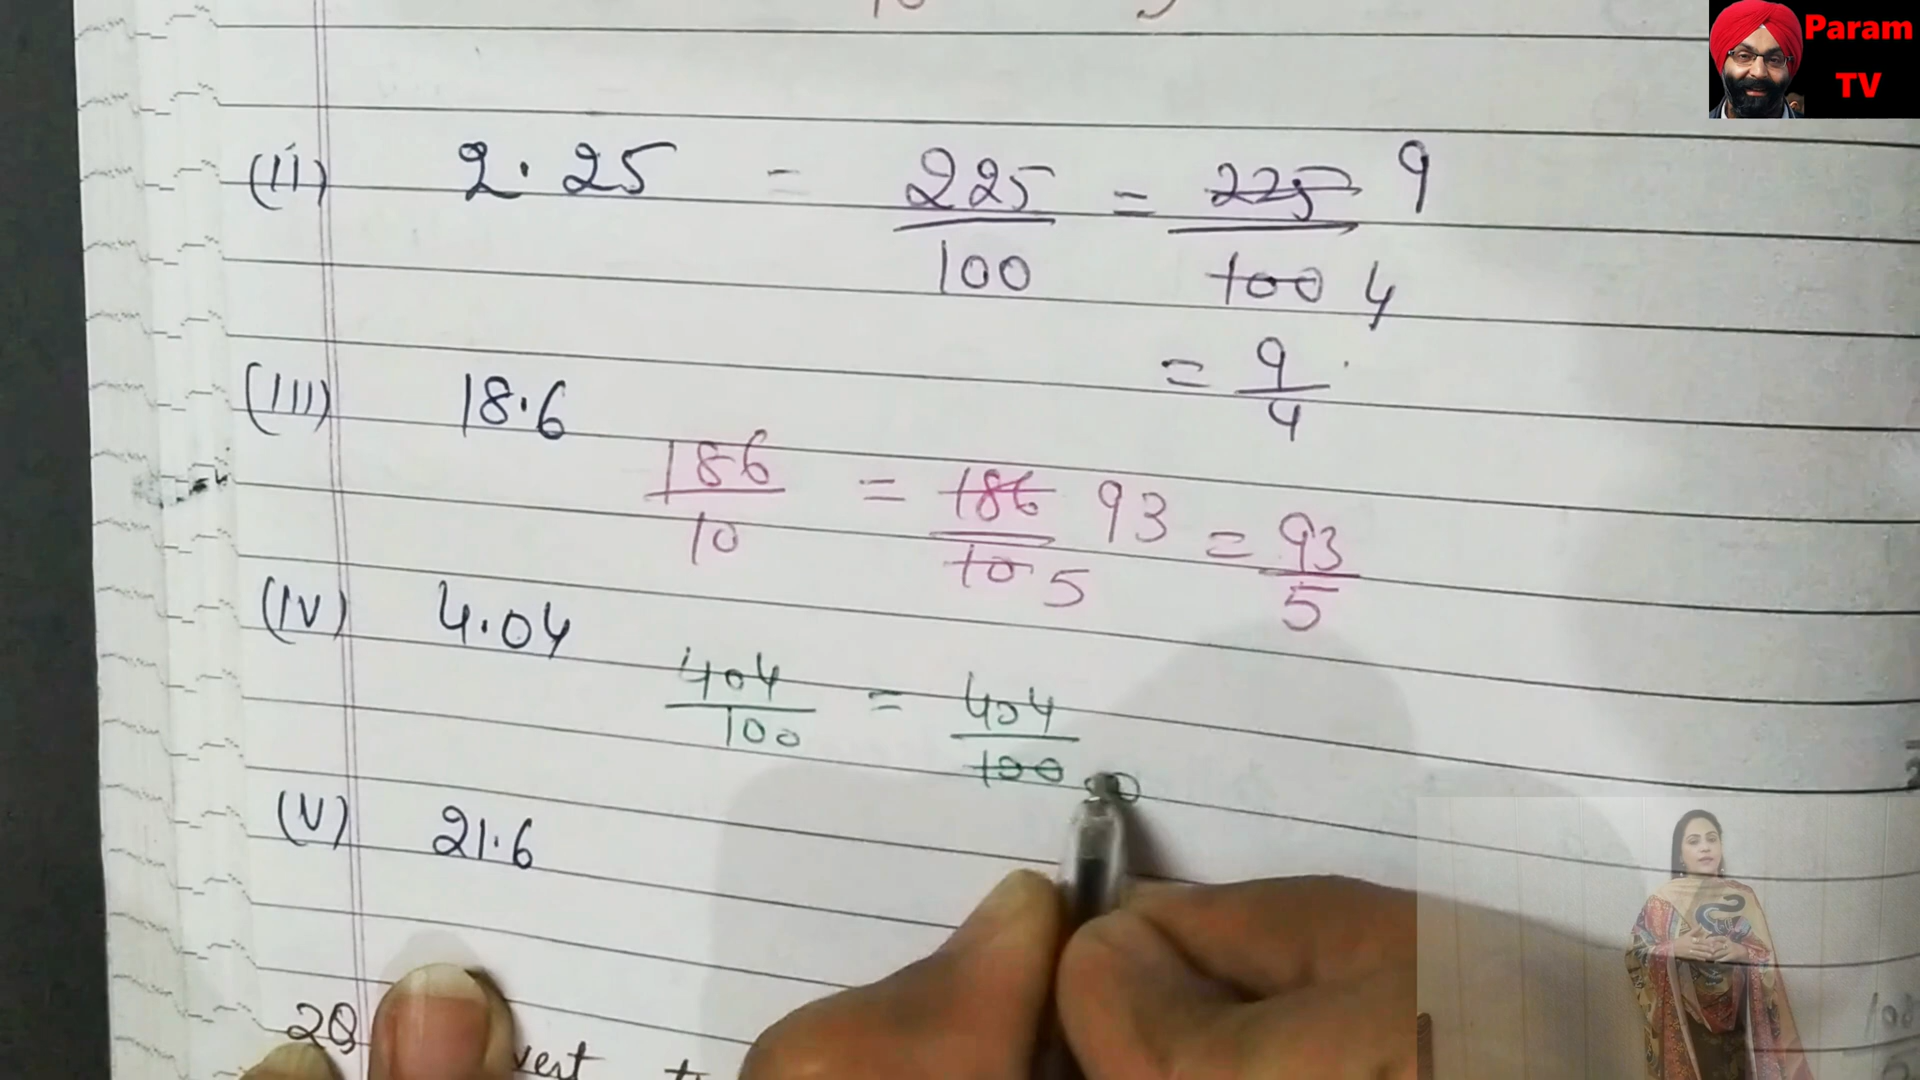 Param
TV
(ii) 2.25 = 225/100 = 225/100 9 4
= 9/4
(iii) 18.6
186/10 = 186/10 93 5 = 93/5
(iv) 4.04
404/100 = 404/100
(v) 21.6